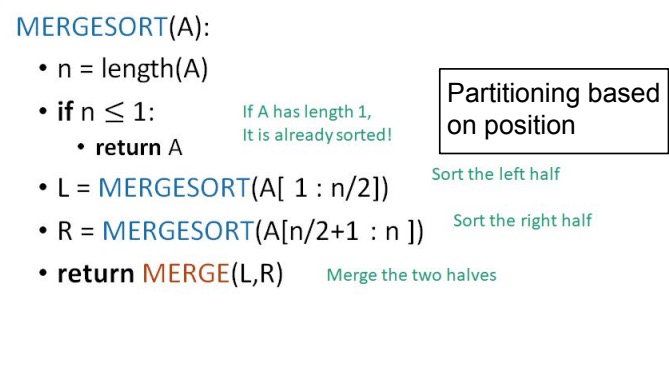 MERGESORT(A):
• n = length(A)
• if n ≤ 1:
If A has length 1,
It is already sorted!
• return A
Partitioning based
on position
• L = MERGESORT(A[ 1 : n/2])
Sort the left half
• R = MERGESORT(A[n/2+1 : n ])
Sort the right half
• return MERGE(L,R)
Merge the two halves